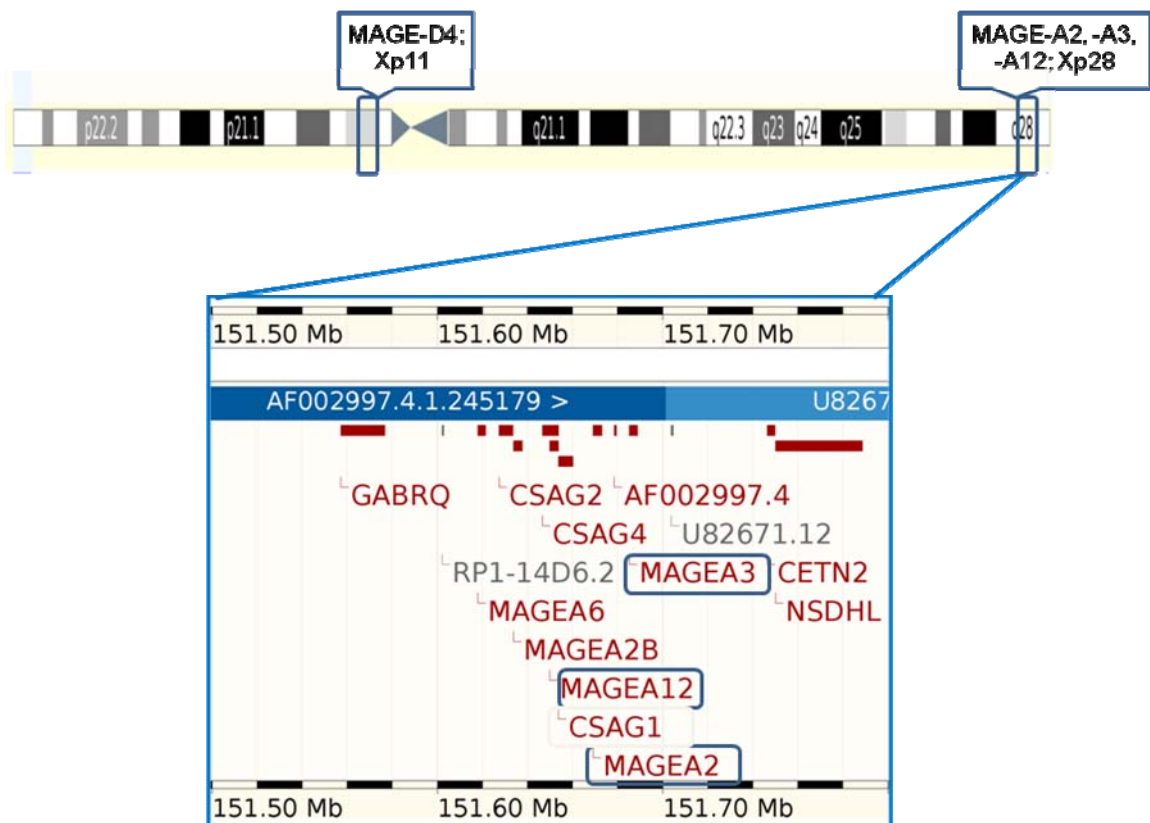 MAGE-D4;
Xp11
MAGE-A2, -A3,
-A12; Xp28
p22.2 p21.1 q21.1 q22.3 q23 q24 q25 q28
151.50 Mb 151.60 Mb 151.70 Mb
AF002997.4.1.245179 > U8267
GABRQ CSAG2 AF002997.4
CSAG4 U82671.12
RP1-14D6.2 MAGEA3 CETN2
MAGEA6 NSDHL
MAGEA2B
MAGEA12
CSAG1
MAGEA2
151.50 Mb 151.60 Mb 151.70 Mb